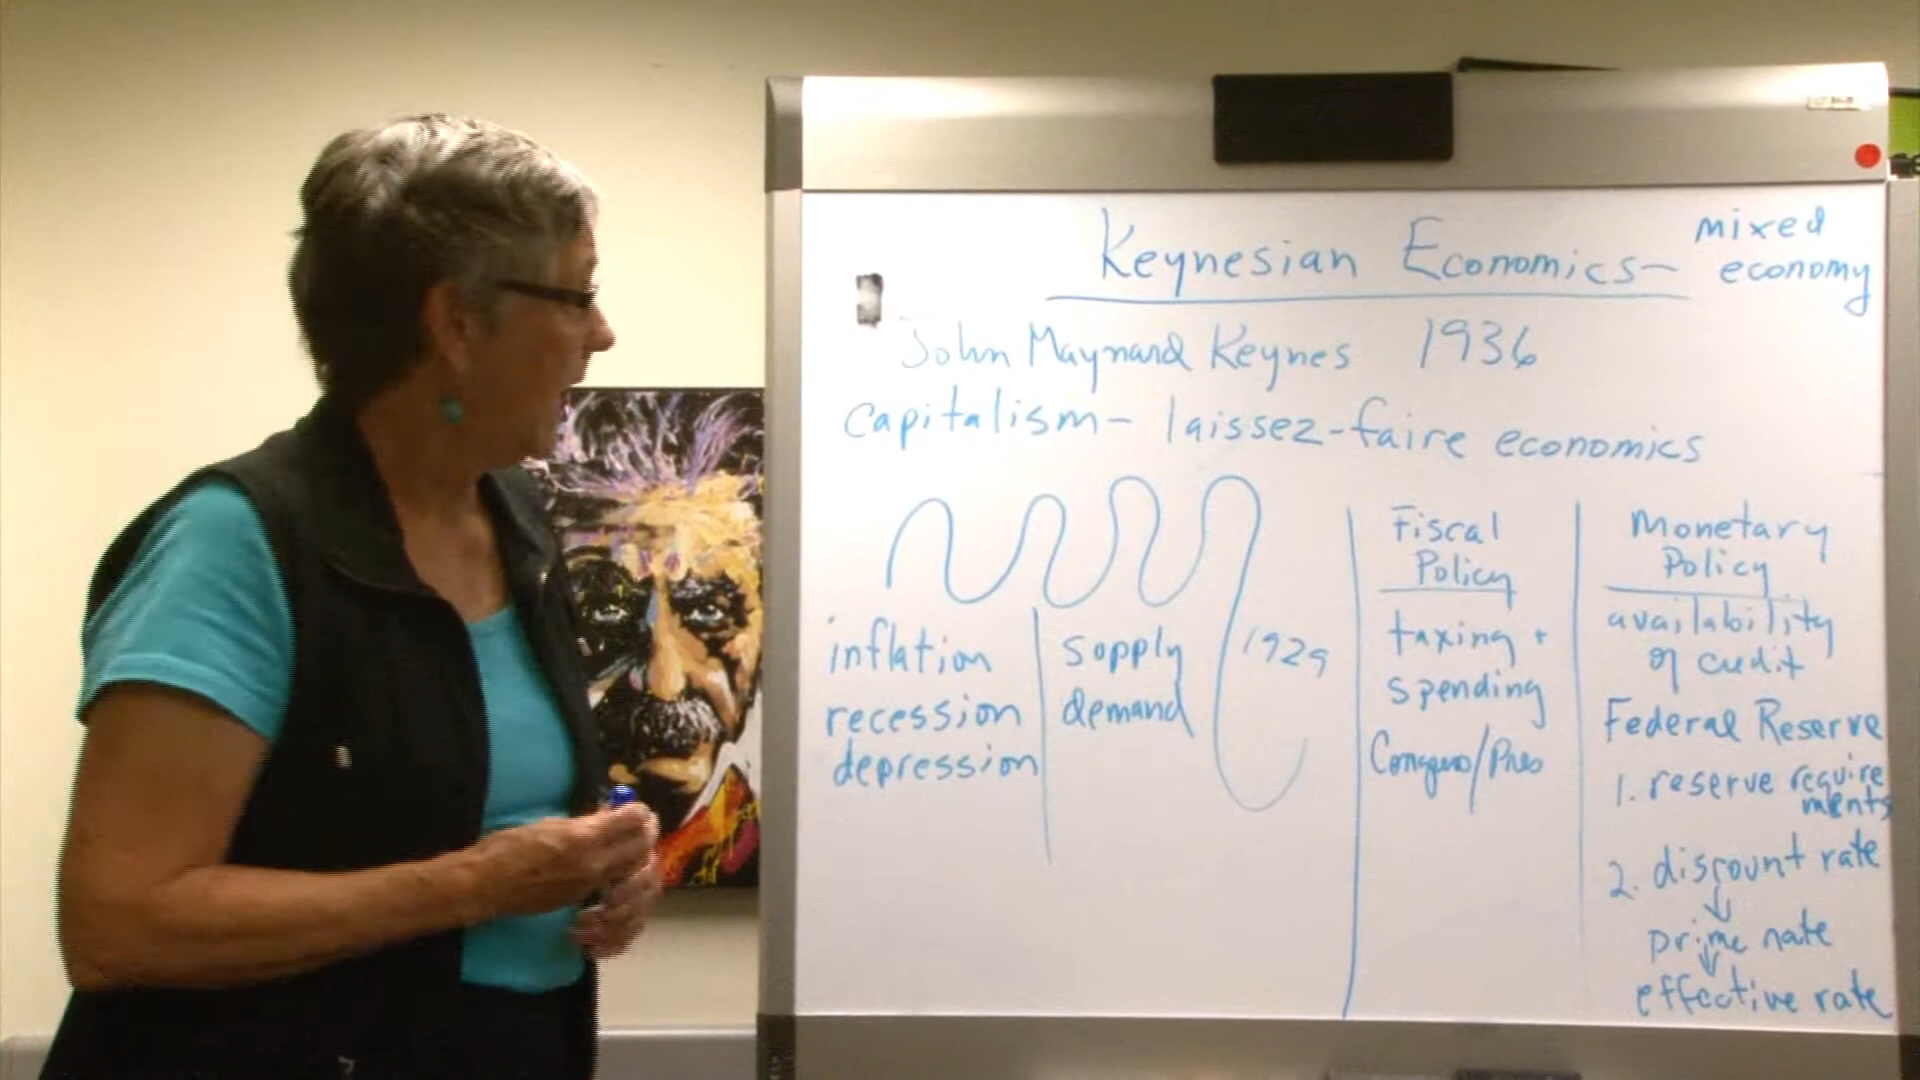 Keynesian Economics- mixed
economy
John Maynard Keynes 1936
capitalism- laissez-faire economics
inflation
recession
depression
supply
demand
1929
Fiscal
Policy
taxing +
spending
Congress/Pres
Monetary
Policy
availability
of credit
Federal Reserve
1. reserve require
ments
2. discount rate
prime rate
effective rate